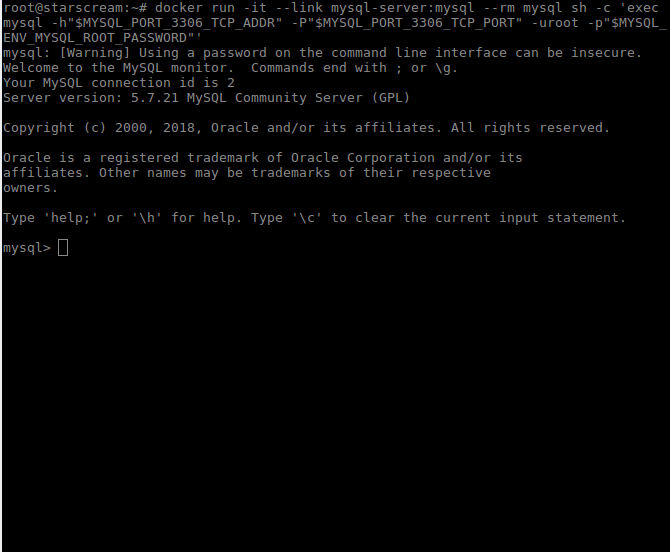 root@starscream:~# docker run -it --link mysql-server:mysql --rm mysql sh -c 'exec
mysql -h"$MYSQL_PORT_3306_TCP_ADDR" -P"$MYSQL_PORT_3306_TCP_PORT" -uroot -p"$MYSQL_
ENV_MYSQL_ROOT_PASSWORD"'
mysql: [Warning] Using a password on the command line interface can be insecure.
Welcome to the MySQL monitor.  Commands end with ; or \g.
Your MySQL connection id is 2
Server version: 5.7.21 MySQL Community Server (GPL)

Copyright (c) 2000, 2018, Oracle and/or its affiliates. All rights reserved.

Oracle is a registered trademark of Oracle Corporation and/or its
affiliates. Other names may be trademarks of their respective
owners.

Type 'help;' or '\h' for help. Type '\c' to clear the current input statement.

mysql>